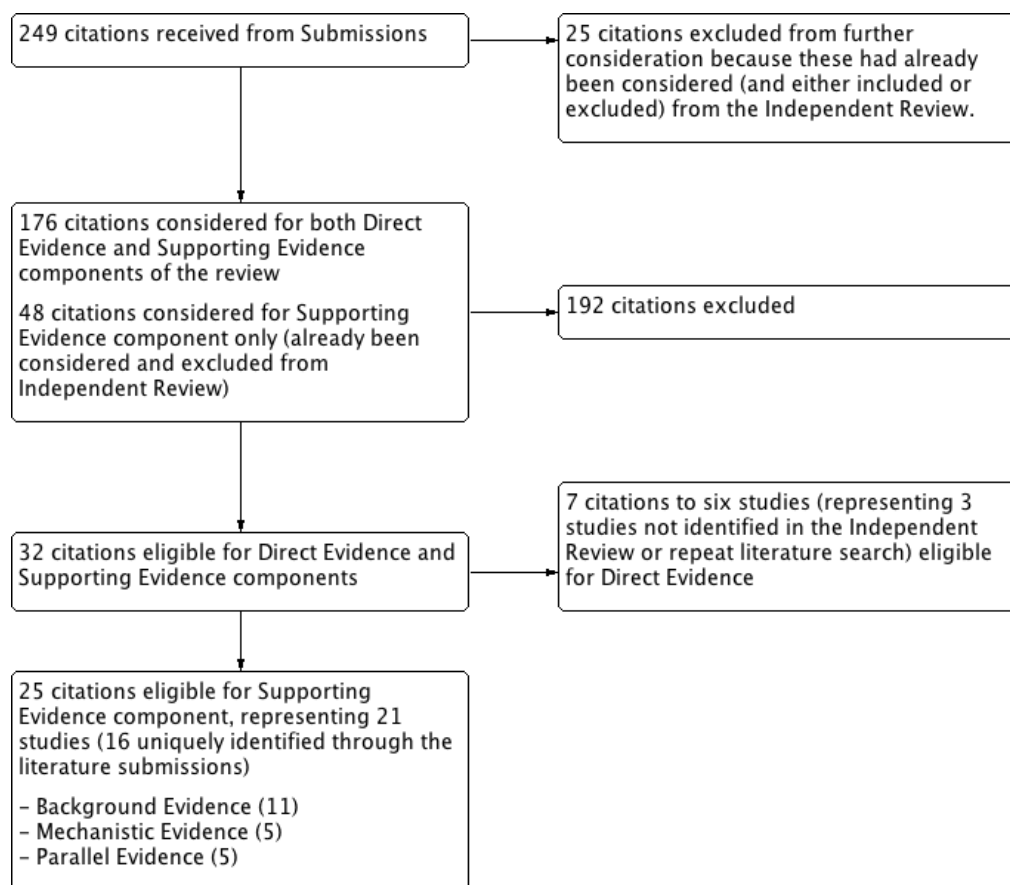 249 citations received from Submissions
25 citations excluded from further
consideration because these had already
been considered (and either included or
excluded) from the Independent Review.
176 citations considered for both Direct
Evidence and Supporting Evidence
components of the review
48 citations considered for Supporting
Evidence component only (already been
considered and excluded from
Independent Review)
192 citations excluded
32 citations eligible for Direct Evidence and
Supporting Evidence components
7 citations to six studies (representing 3
studies not identified in the Independent
Review or repeat literature search) eligible
for Direct Evidence
25 citations eligible for Supporting
Evidence component, representing 21
studies (16 uniquely identified through the
literature submissions)
– Background Evidence (11)
– Mechanistic Evidence (5)
– Parallel Evidence (5)